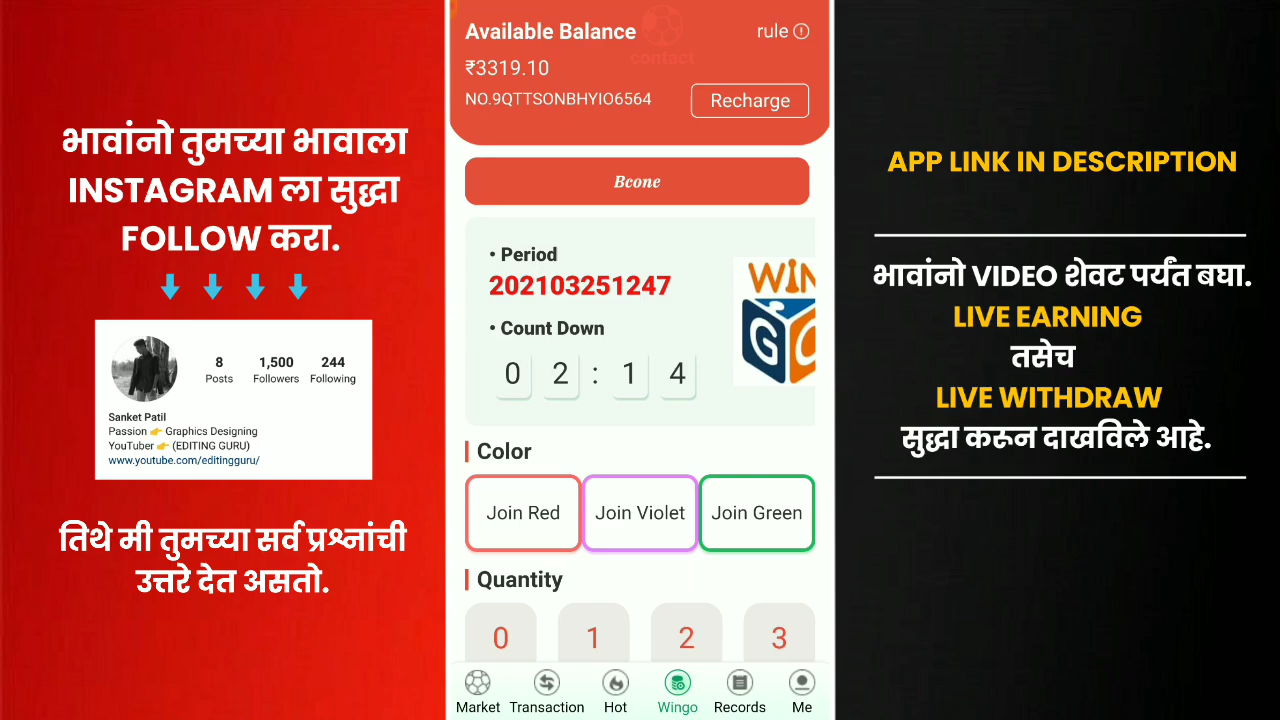 भावांनो तुमच्या भावाला
INSTAGRAM ला सुद्धा
FOLLOW करा.
8
1,500
244
Posts
Followers
Following
Sanket Patil
Passion 👉 Graphics Designing
YouTuber 👉 (EDITING GURU)
www.youtube.com/editingguru/
तिथे मी तुमच्या सर्व प्रश्नांची
उत्तरे देत असतो.
Available Balance
rule
contact
₹3319.10
NO.9QTTSONBHYIO6564
Recharge
Bcone
• Period
202103251247
• Count Down
0 2 : 1 4
WIN
GO
Color
Join Red
Join Violet
Join Green
Quantity
0
1
2
3
Market
Transaction
Hot
Wingo
Records
Me
APP LINK IN DESCRIPTION
भावांनो VIDEO शेवट पर्यंत बघा.
LIVE EARNING
तसेच
LIVE WITHDRAW
सुद्धा करून दाखविले आहे.